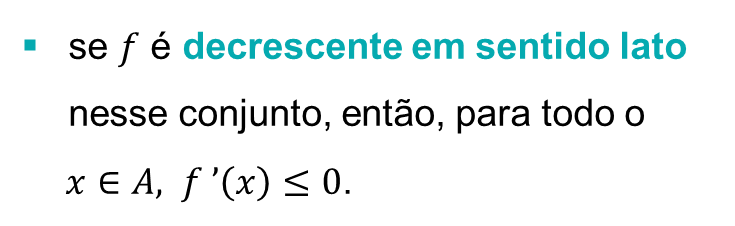 ▪ se 𝑓 é decrescente em sentido lato
nesse conjunto, então, para todo o
𝑥 ∈ 𝐴, 𝑓 ’(𝑥) ≤ 0.